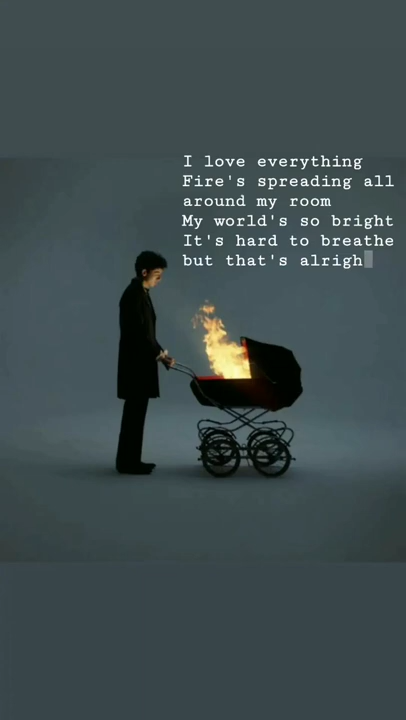 I love everything
Fire's spreading all
around my room
My world's so bright
It's hard to breathe
but that's alrigh